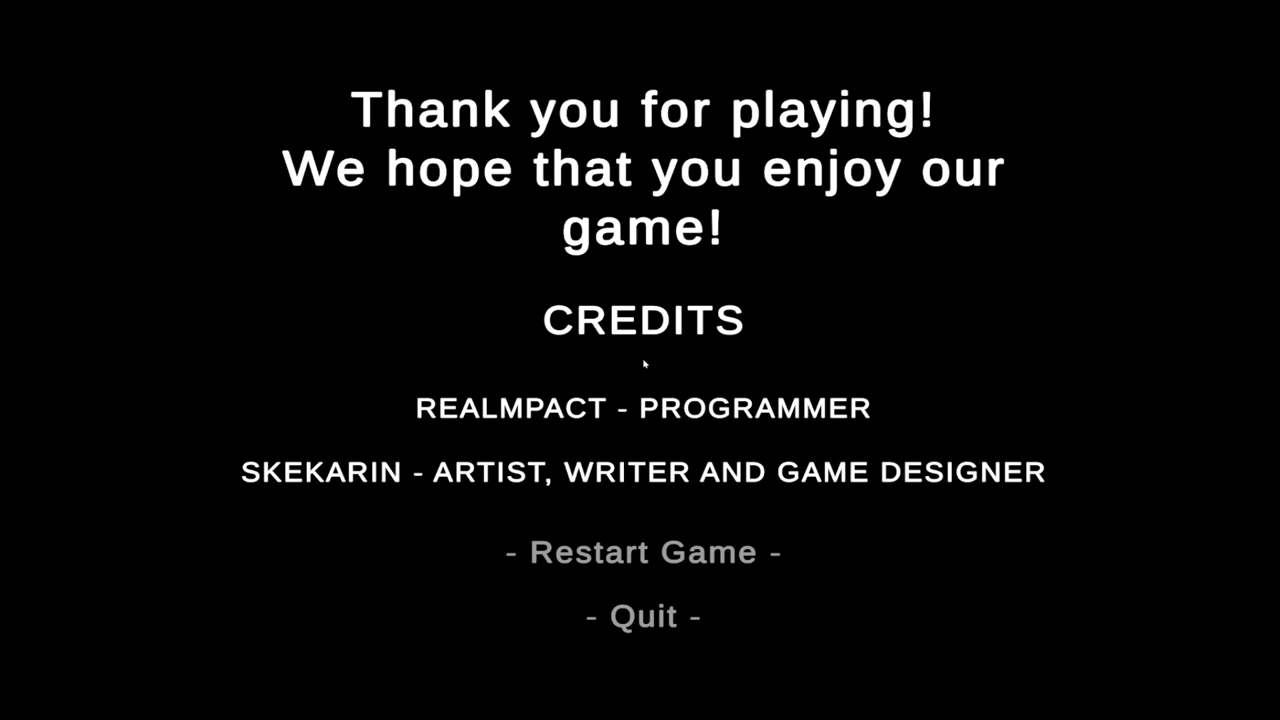 Thank you for playing!
We hope that you enjoy our
game!
CREDITS
REALMPACT - PROGRAMMER
SKEKARIN - ARTIST, WRITER AND GAME DESIGNER
- Restart Game -
- Quit -